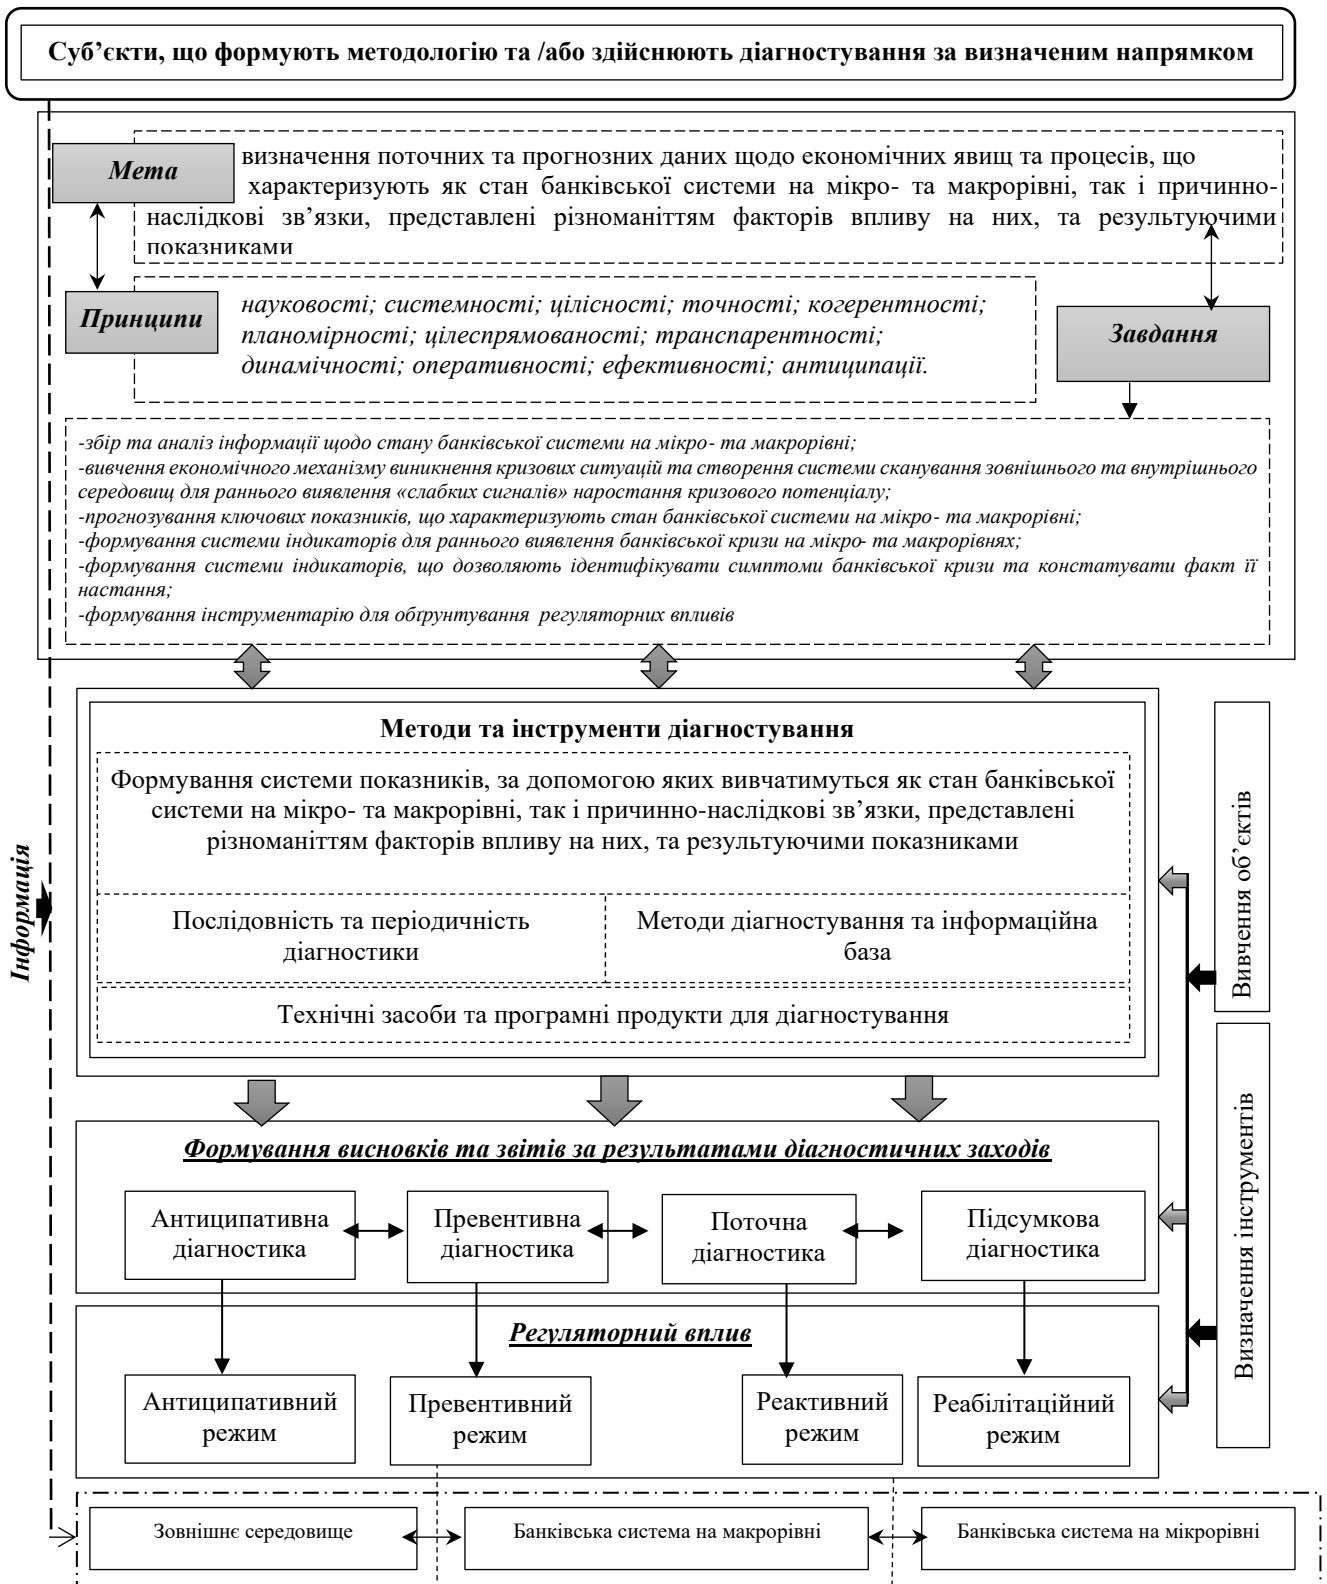 Суб’єкти, що формують методологію та /або здійснюють діагностування за визначеним напрямком
Мета
визначення поточних та прогнозних даних щодо економічних явищ та процесів, що
характеризують як стан банківської системи на мікро- та макрорівні, так і причинно-
наслідкові зв’язки, представлені різноманіттям факторів впливу на них, та результуючими
показниками
Принципи
науковості; системності; цілісності; точності; когерентності;
планомірності; цілеспрямованості; транспарентності;
динамічності; оперативності; ефективності; антиципації.
Завдання
-збір та аналіз інформації щодо стану банківської системи на мікро- та макрорівні;
-вивчення економічного механізму виникнення кризових ситуацій та створення системи сканування зовнішнього та внутрішнього
середовищ для раннього виявлення «слабких сигналів» наростання кризового потенціалу;
-прогнозування ключових показників, що характеризують стан банківської системи на мікро- та макрорівні;
-формування системи індикаторів для раннього виявлення банківської кризи на мікро- та макрорівнях;
-формування системи індикаторів, що дозволяють ідентифікувати симптоми банківської кризи та констатувати факт її
настання;
-формування інструментарію для обґрунтування регуляторних впливів
Інформація
Методи та інструменти діагностування
Формування системи показників, за допомогою яких вивчатимуться як стан банківської
системи на мікро- та макрорівні, так і причинно-наслідкові зв’язки, представлені
різноманіттям факторів впливу на них, та результуючими показниками
Послідовність та періодичність
діагностики
Методи діагностування та інформаційна
база
Технічні засоби та програмні продукти для діагностування
Вивчення об’єктів
Визначення інструментів
Формування висновків та звітів за результатами діагностичних заходів
Антиципативна
діагностика
Превентивна
діагностика
Поточна
діагностика
Підсумкова
діагностика
Регуляторний вплив
Антиципативний
режим
Превентивний
режим
Реактивний
режим
Реабілітаційний
режим
Зовнішнє середовище
Банківська система на макрорівні
Банківська система на мікрорівні